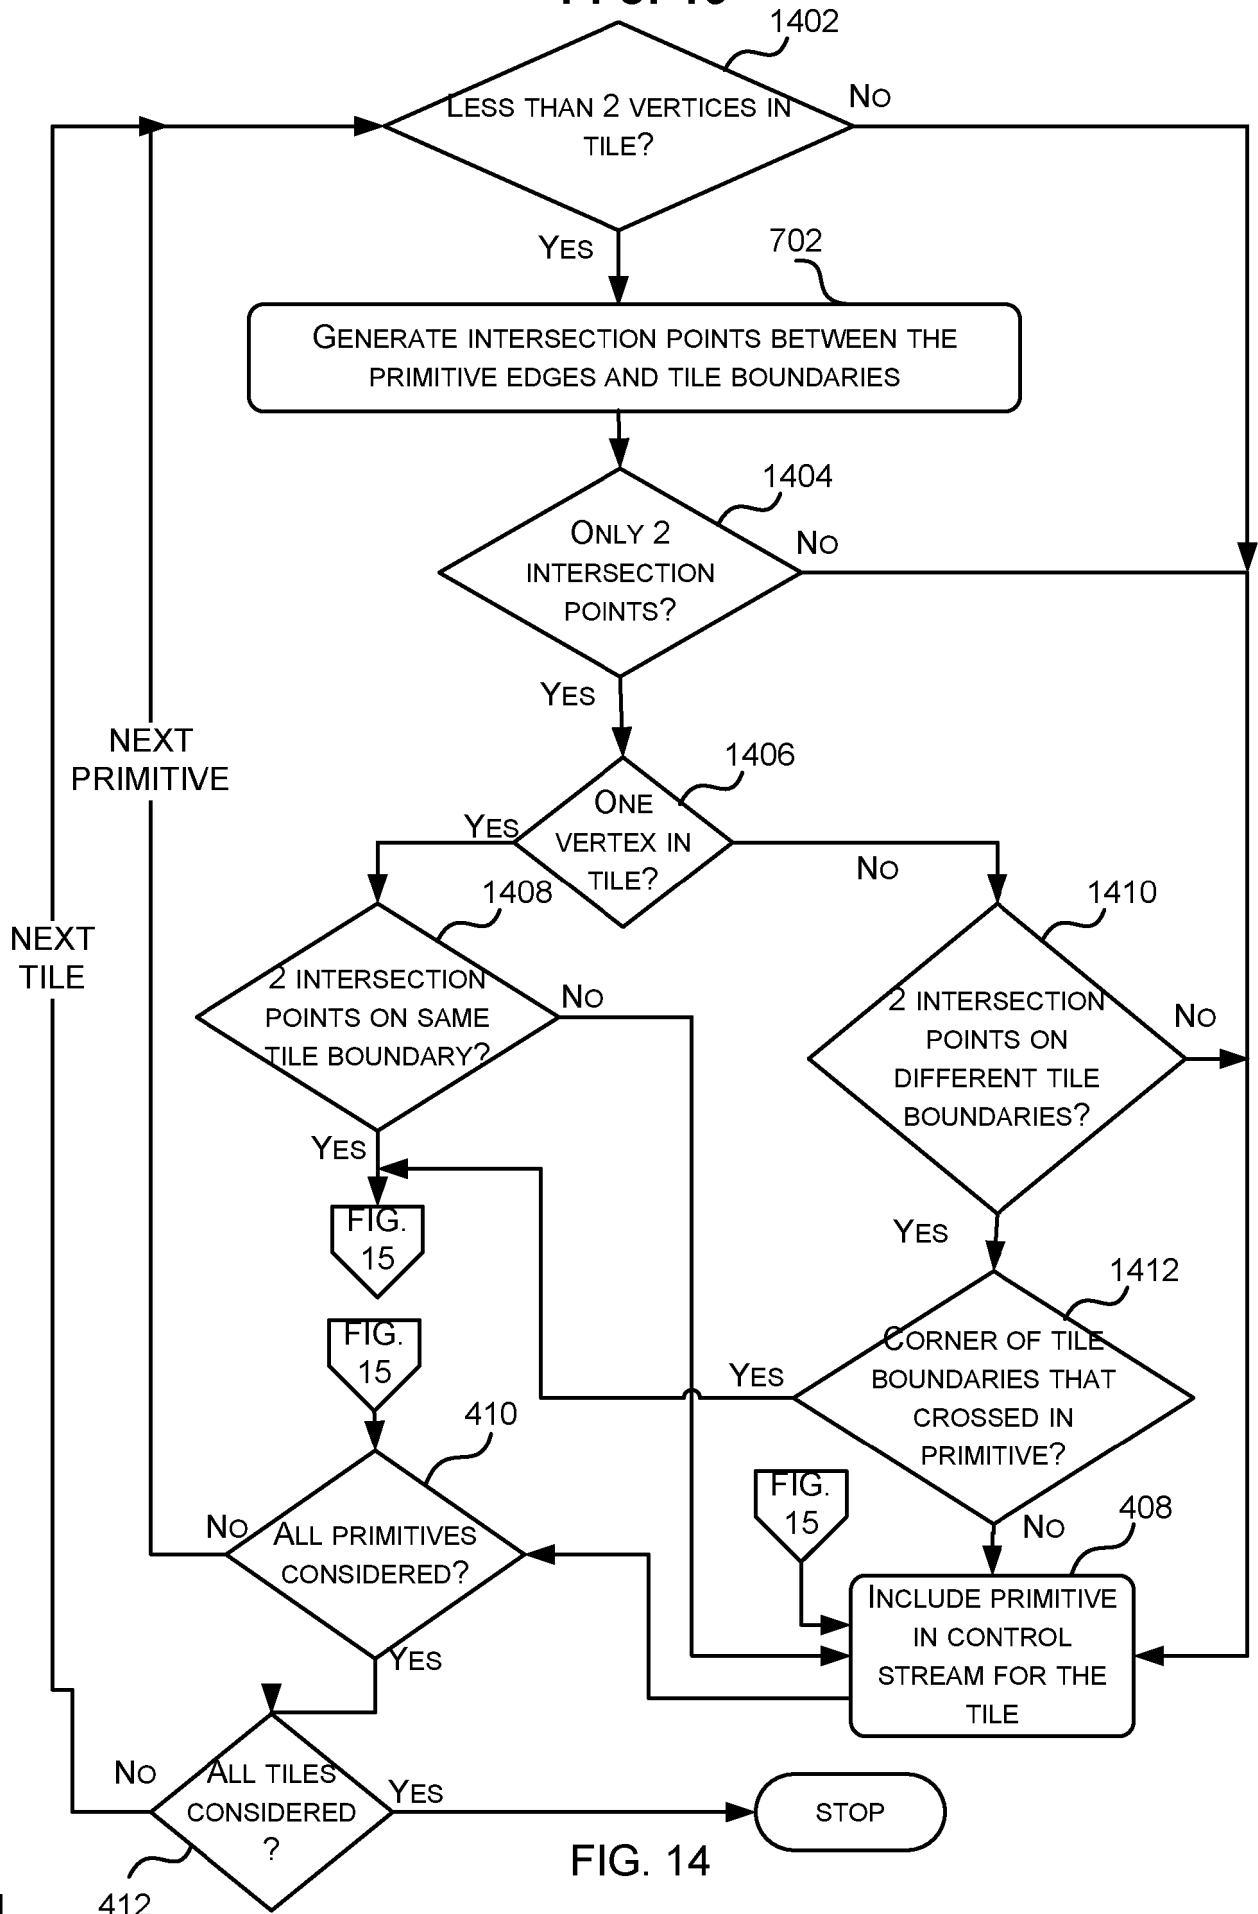 1402
LESS THAN 2 VERTICES IN
TILE?
NO
YES
702
GENERATE INTERSECTION POINTS BETWEEN THE
PRIMITIVE EDGES AND TILE BOUNDARIES
1404
ONLY 2
INTERSECTION
POINTS?
NO
YES
NEXT
PRIMITIVE
1406
ONE
VERTEX IN
TILE?
YES
NO
1408
2 INTERSECTION
POINTS ON SAME
TILE BOUNDARY?
NO
YES
1410
2 INTERSECTION
POINTS ON
DIFFERENT TILE
BOUNDARIES?
NO
YES
NEXT
TILE
FIG.
15
FIG.
15
1412
CORNER OF TILE
BOUNDARIES THAT
CROSSED IN
PRIMITIVE?
YES
NO
410
ALL PRIMITIVES
CONSIDERED?
NO
YES
FIG.
15
408
INCLUDE PRIMITIVE
IN CONTROL
STREAM FOR THE
TILE
ALL TILES
CONSIDERED
?
NO
YES
STOP
412
FIG. 14